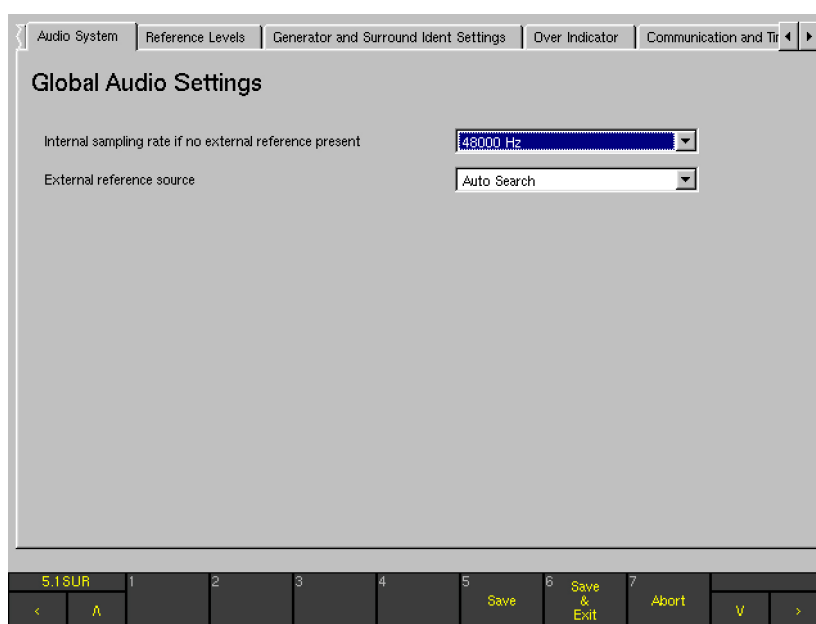 Audio System Reference Levels Generator and Surround Ident Settings Over Indicator Communication and
Global Audio Settings
Internal sampling rate if no external reference present 48000 Hz
External reference source Auto Search
5.1SUR 1 2 3 4 5 Save 6 Save & Exit 7 Abort
< Λ V >